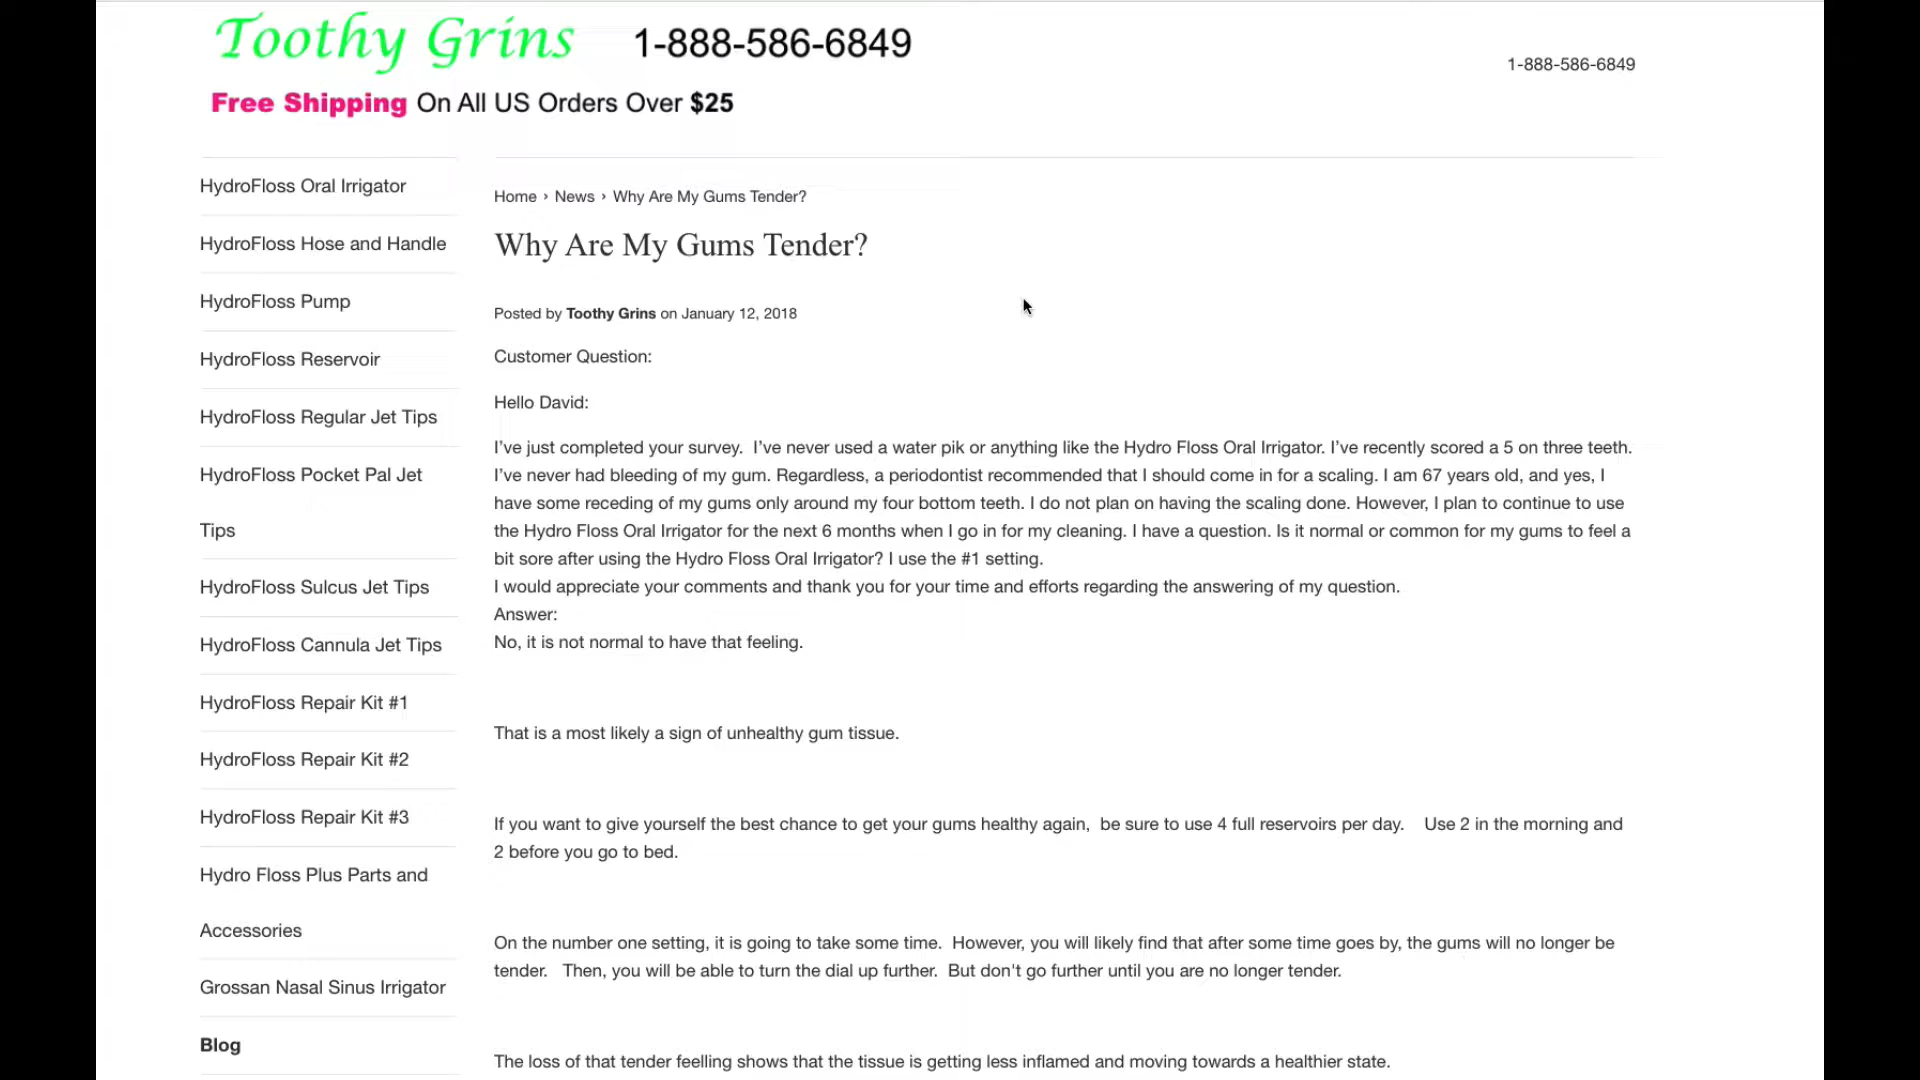 Toothy Grins 1-888-586-6849
1-888-586-6849
Free Shipping On All US Orders Over $25
HydroFloss Oral Irrigator
HydroFloss Hose and Handle
HydroFloss Pump
HydroFloss Reservoir
HydroFloss Regular Jet Tips
HydroFloss Pocket Pal Jet
Tips
HydroFloss Sulcus Jet Tips
HydroFloss Cannula Jet Tips
HydroFloss Repair Kit #1
HydroFloss Repair Kit #2
HydroFloss Repair Kit #3
Hydro Floss Plus Parts and
Accessories
Grossan Nasal Sinus Irrigator
Blog
Home › News › Why Are My Gums Tender?
Why Are My Gums Tender?
Posted by Toothy Grins on January 12, 2018
Customer Question:
Hello David:
I've just completed your survey.  I've never used a water pik or anything like the Hydro Floss Oral Irrigator. I've recently scored a 5 on three teeth.
I've never had bleeding of my gum. Regardless, a periodontist recommended that I should come in for a scaling. I am 67 years old, and yes, I
have some receding of my gums only around my four bottom teeth. I do not plan on having the scaling done. However, I plan to continue to use
the Hydro Floss Oral Irrigator for the next 6 months when I go in for my cleaning. I have a question. Is it normal or common for my gums to feel a
bit sore after using the Hydro Floss Oral Irrigator? I use the #1 setting.
I would appreciate your comments and thank you for your time and efforts regarding the answering of my question.
Answer:
No, it is not normal to have that feeling.
That is a most likely a sign of unhealthy gum tissue.
If you want to give yourself the best chance to get your gums healthy again,  be sure to use 4 full reservoirs per day.    Use 2 in the morning and
2 before you go to bed.
On the number one setting, it is going to take some time.  However, you will likely find that after some time goes by, the gums will no longer be
tender.   Then, you will be able to turn the dial up further.  But don't go further until you are no longer tender.
The loss of that tender feelling shows that the tissue is getting less inflamed and moving towards a healthier state.